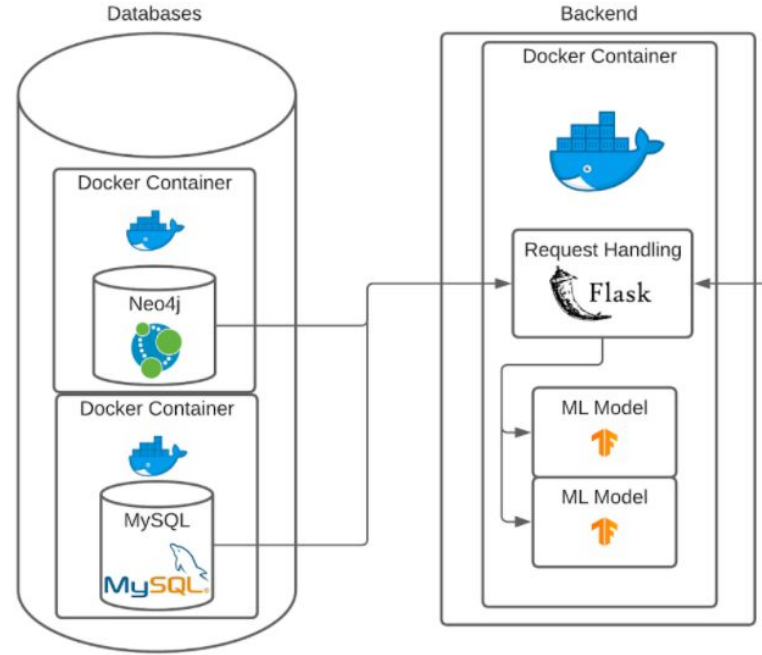 Databases
Docker Container
Neo4j
Docker Container
MySQL
MySQL
Backend
Docker Container
Request Handling
Flask
ML Model
ML Model